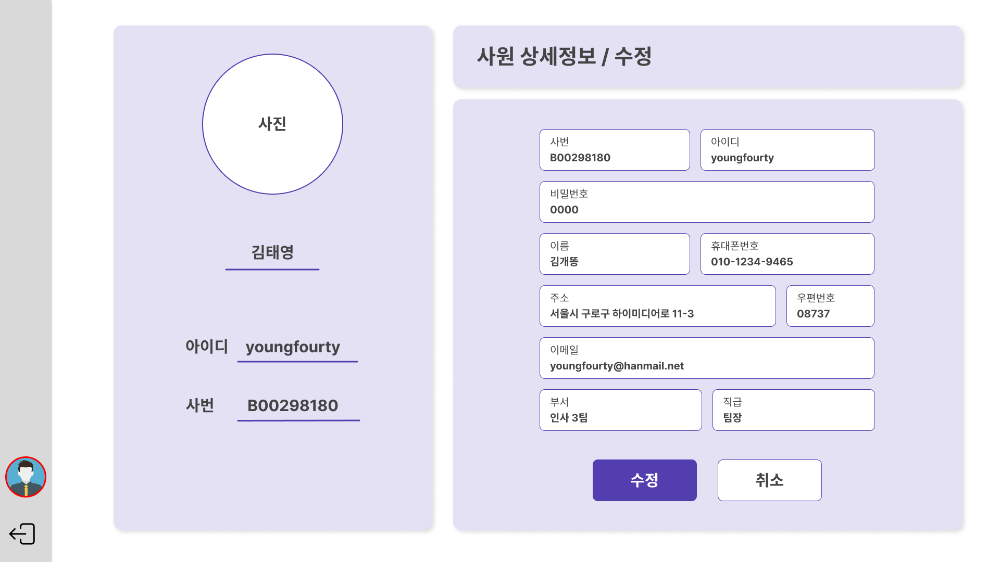 사진
김태영
아이디 youngfourty
사번 B00298180
사원 상세정보 / 수정
사번
B00298180
아이디
youngfourty
비밀번호
0000
이름
김개똥
휴대폰번호
010-1234-9465
주소
서울시 구로구 하이미디어로 11-3
우편번호
08737
이메일
youngfourty@hanmail.net
부서
인사 3팀
직급
팀장
수정
취소